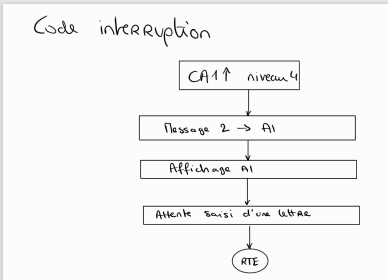 Code interruption
CA1↑ niveau 4
Message 2 → A1
Affichage A1
Attente saisi d'une lettre
RTE